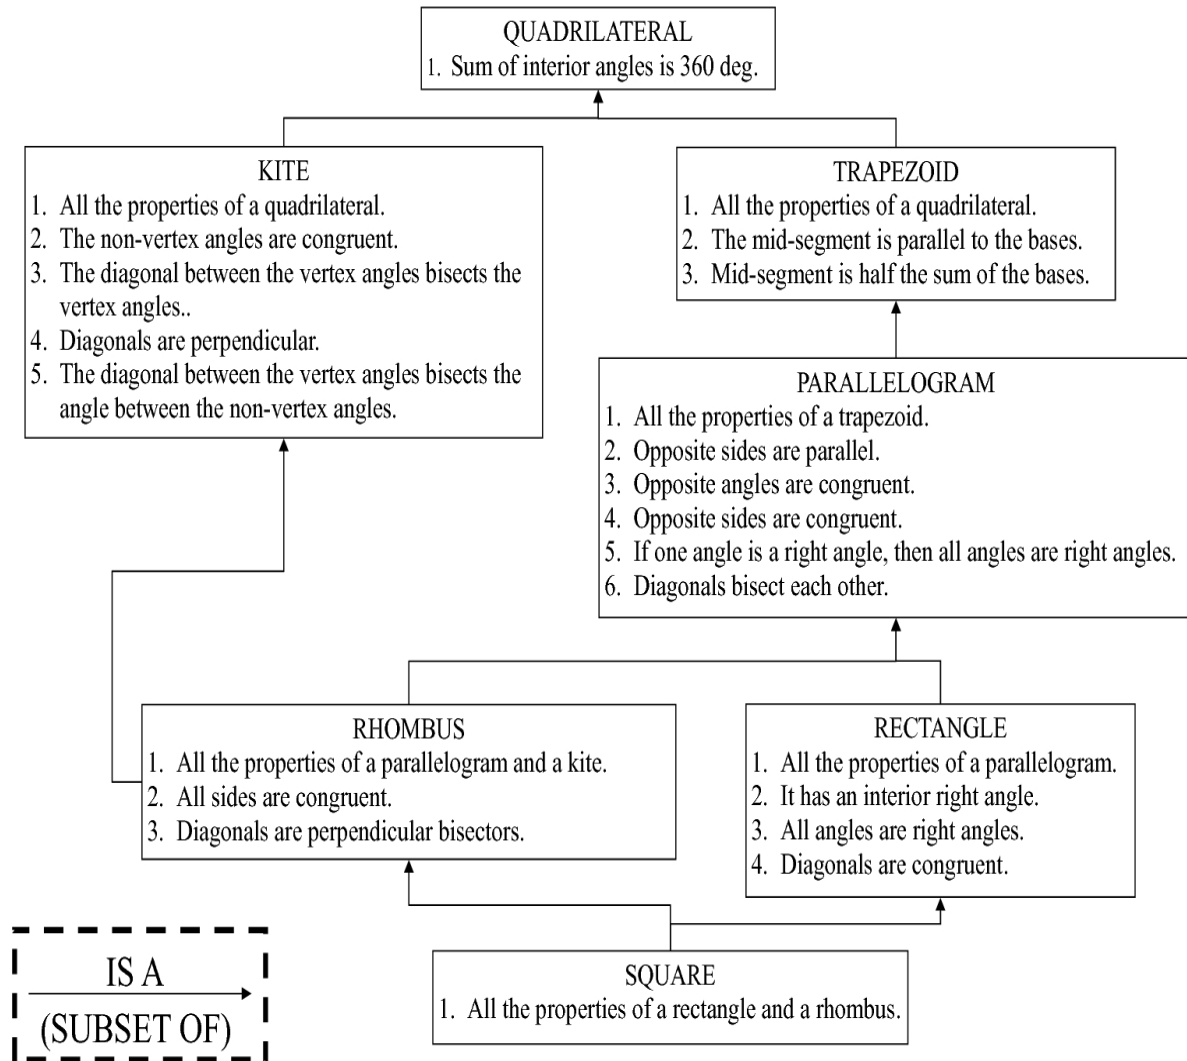 QUADRILATERAL
1. Sum of interior angles is 360 deg.
KITE
1. All the properties of a quadrilateral.
2. The non-vertex angles are congruent.
3. The diagonal between the vertex angles bisects the
vertex angles..
4. Diagonals are perpendicular.
5. The diagonal between the vertex angles bisects the
angle between the non-vertex angles.
TRAPEZOID
1. All the properties of a quadrilateral.
2. The mid-segment is parallel to the bases.
3. Mid-segment is half the sum of the bases.
PARALLELOGRAM
1. All the properties of a trapezoid.
2. Opposite sides are parallel.
3. Opposite angles are congruent.
4. Opposite sides are congruent.
5. If one angle is a right angle, then all angles are right angles.
6. Diagonals bisect each other.
RHOMBUS
1. All the properties of a parallelogram and a kite.
2. All sides are congruent.
3. Diagonals are perpendicular bisectors.
RECTANGLE
1. All the properties of a parallelogram.
2. It has an interior right angle.
3. All angles are right angles.
4. Diagonals are congruent.
SQUARE
1. All the properties of a rectangle and a rhombus.
IS A
(SUBSET OF)